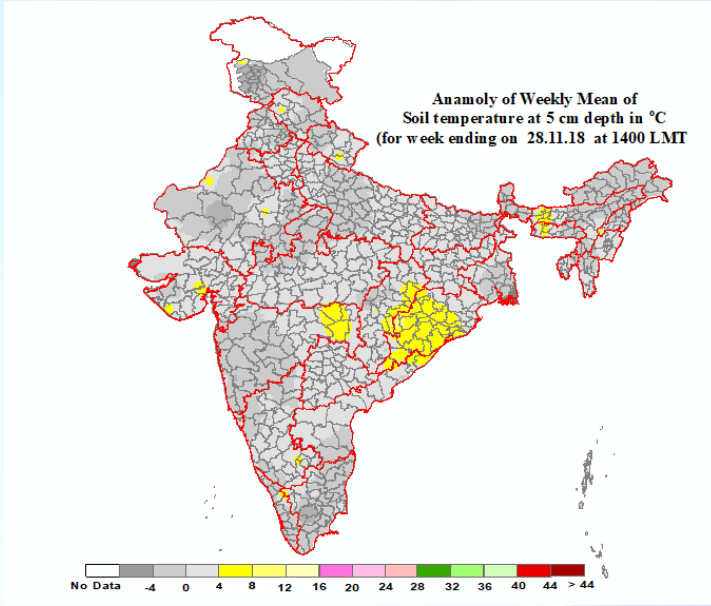 Anamoly of Weekly Mean of
Soil temperature at 5 cm depth in °C
(for week ending on 28.11.18 at 1400 LMT
No Data -4 0 4 8 12 16 20 24 28 32 36 40 44 > 44